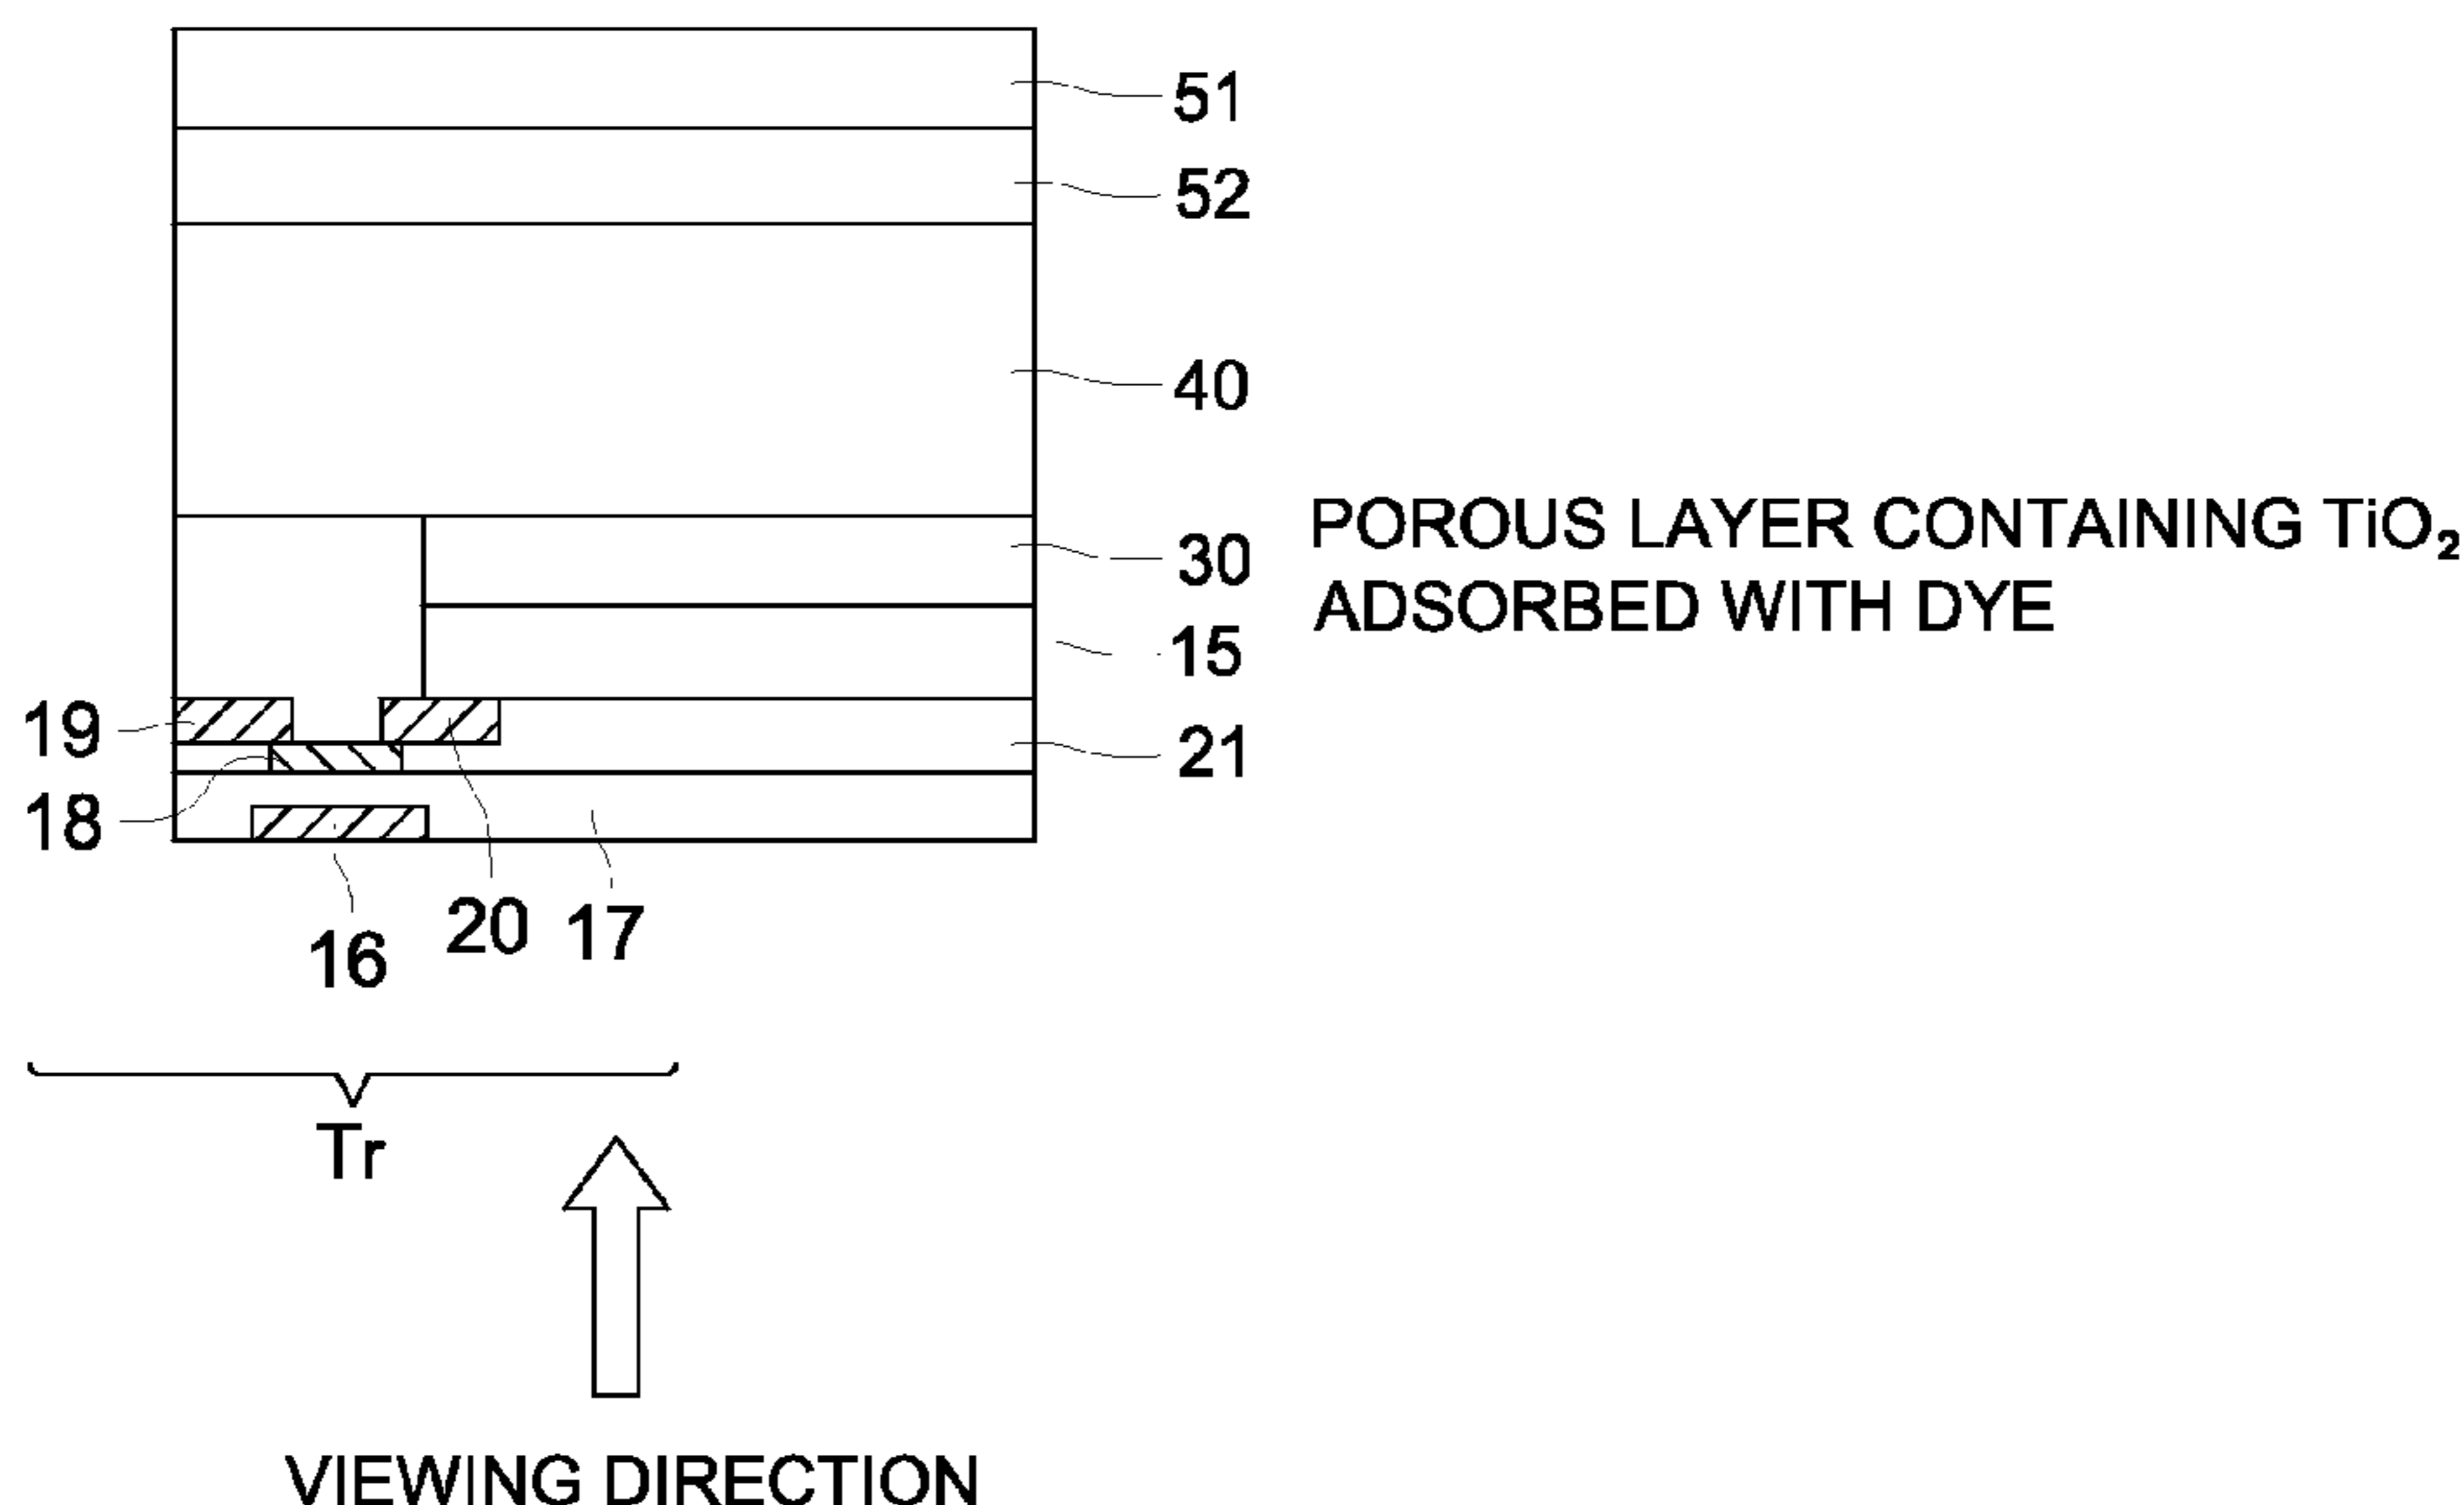 51
52
40
30
POROUS LAYER CONTAINING TiO₂
ADSORBED WITH DYE
15
19
21
18
20
17
16
Tr
VIEWING DIRECTION